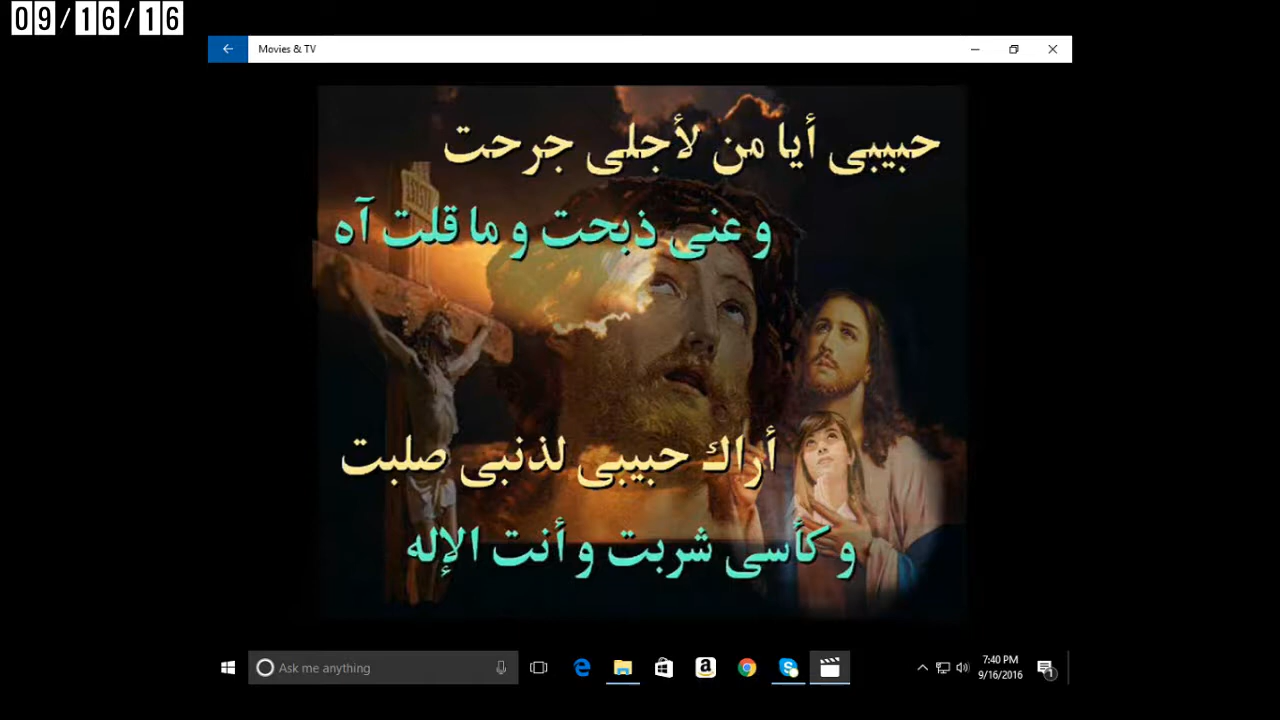 09/16/16
Movies & TV
حبيبى أيا من لأجلى جرحت
و عنى ذبحت و ما قلت آه
أراك حبيبى لذنبى صلبت
و كأسى شربت و أنت الإله
Ask me anything
7:40 PM
9/16/2016
1